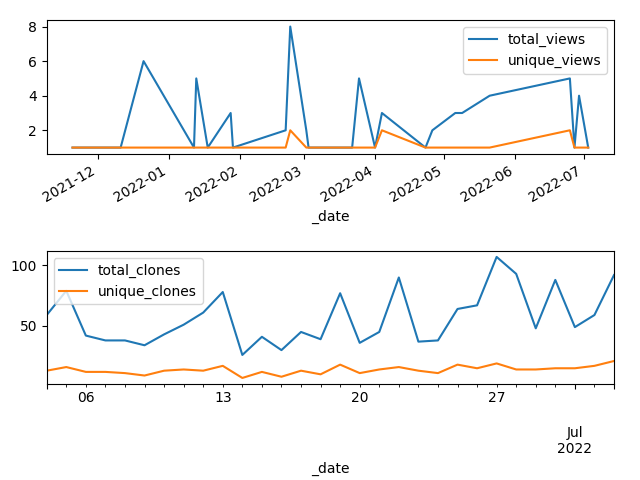 8
6
4
2
total_views
unique_views
2021-12
2022-01
2022-02
2022-03
2022-04
2022-05
2022-06
2022-07
_date
100
50
total_clones
unique_clones
06
13
20
27
Jul
2022
_date